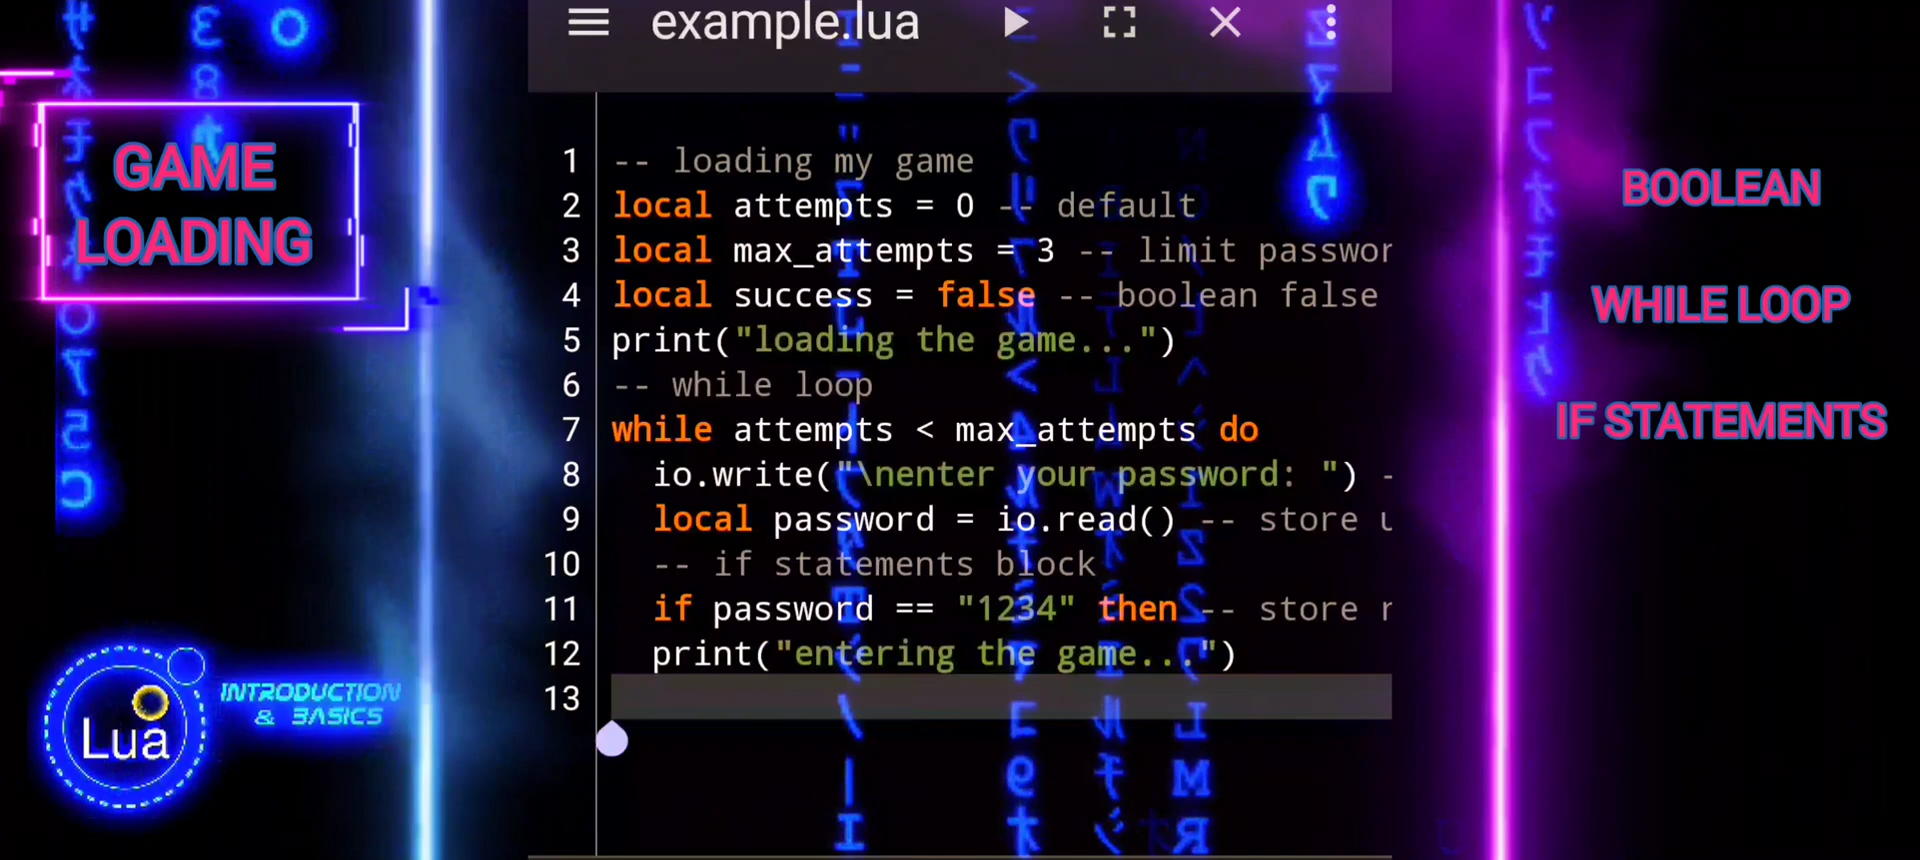 GAME
LOADING
Lua
INTRODUCTION
& BASICS
example.lua
1 -- loading my game
2 local attempts = 0 -- default
3 local max_attempts = 3 -- limit passwor
4 local success = false -- boolean false
5 print("loading the game...")
6 -- while loop
7 while attempts < max_attempts do
8 io.write("\nenter your password: ") -
9 local password = io.read() -- store u
10 -- if statements block
11 if password == "1234" then -- store r
12 print("entering the game...")
13
BOOLEAN
WHILE LOOP
IF STATEMENTS